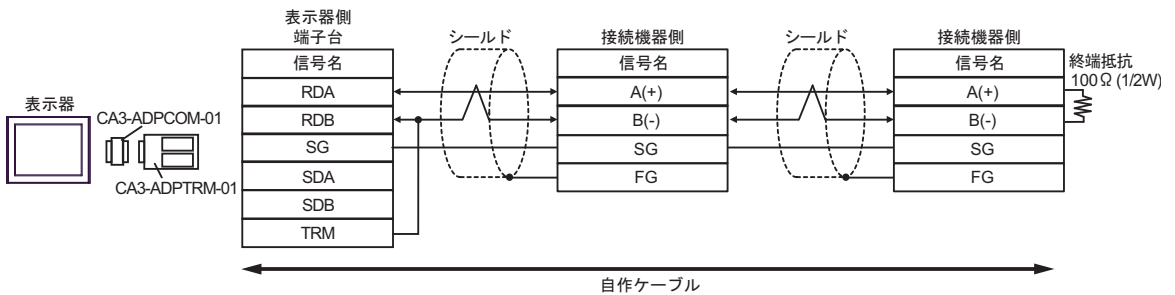 表示器
CA3-ADPCOM-01
CA3-ADPTRM-01
表示器側
端子台
信号名
RDA
RDB
SG
SDA
SDB
TRM
シールド
接続機器側
信号名
A(+)
B(-)
SG
FG
シールド
接続機器側
信号名
A(+)
B(-)
SG
FG
終端抵抗
100Ω (1/2W)
自作ケーブル